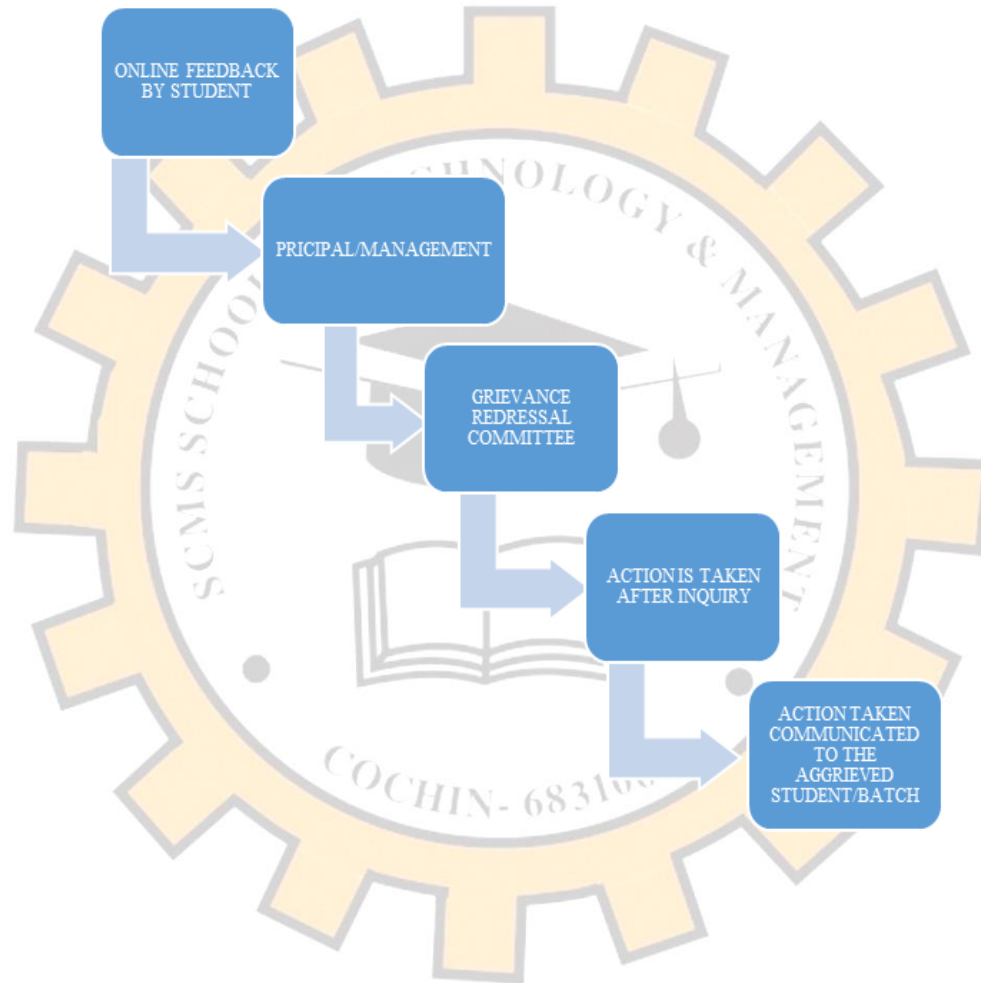 ONLINE FEEDBACK
BY STUDENT
PRICIPAL/MANAGEMENT
GRIEVANCE
REDRESSAL
COMMITTEE
ACTION IS TAKEN
AFTER INQUIRY
ACTION TAKEN
COMMUNICATED
TO THE
AGGRIEVED
STUDENT/BATCH
SCMS SCHOOL TECHNOLOGY & MANAGEMENT
COCHIN- 683106